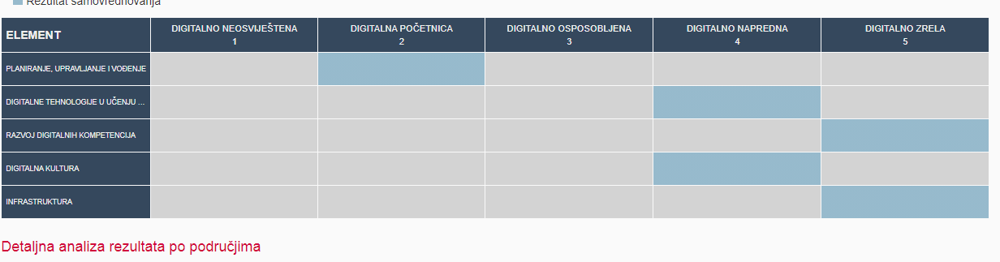 Rezultat samovrednovanja
ELEMENT
DIGITALNO NEOSVIJEŠTENA
1
DIGITALNA POČETNICA
2
DIGITALNO OSPOSOBLJENA
3
DIGITALNO NAPREDNA
4
DIGITALNO ZRELA
5
PLANIRANJE, UPRAVLJANJE I VOĐENJE
DIGITALNE TEHNOLOGIJE U UČENJU ...
RAZVOJ DIGITALNIH KOMPETENCIJA
DIGITALNA KULTURA
INFRASTRUKTURA
Detaljna analiza rezultata po područjima